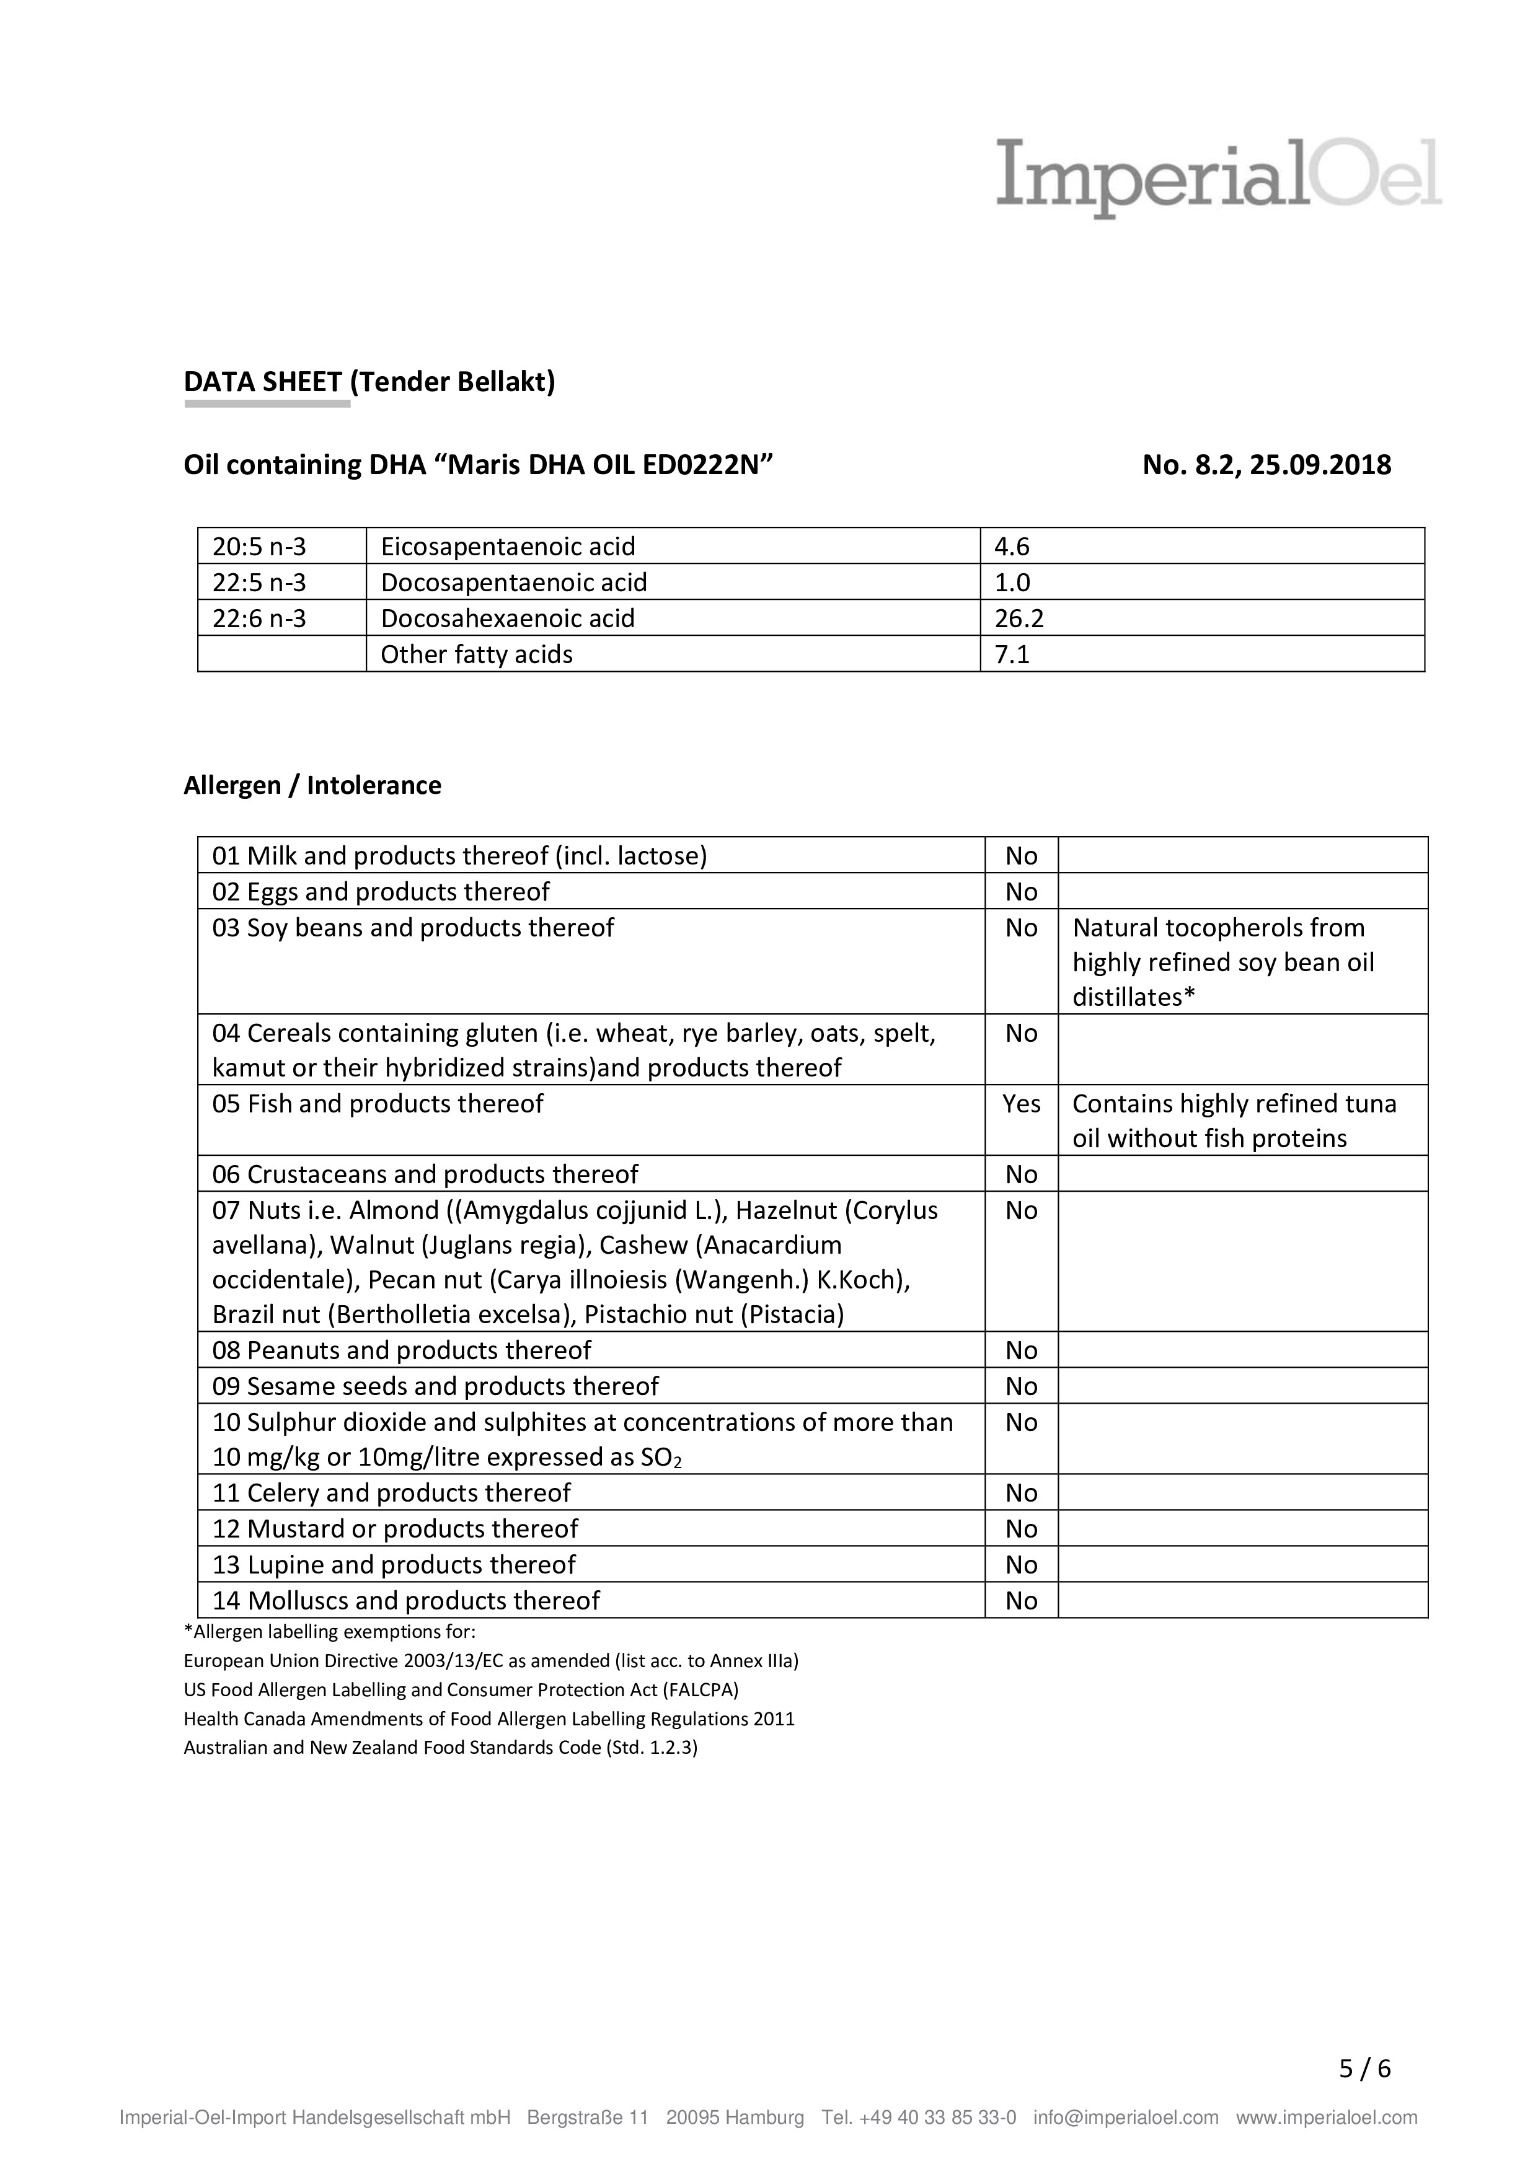 ImperialOel
DATA SHEET (Tender Bellakt)
Oil containing DHA “Maris DHA OIL ED0222N” No. 8.2, 25.09.2018
20:5 n-3 Eicosapentaenoic acid 4.6
22:5 n-3 Docosapentaenoic acid 1.0
22:6 n-3 Docosahexaenoic acid 26.2
Other fatty acids 7.1
Allergen / Intolerance
01 Milk and products thereof (incl. lactose) No
02 Eggs and products thereof No
03 Soy beans and products thereof No Natural tocopherols from
highly refined soy bean oil
distillates*
04 Cereals containing gluten (i.e. wheat, rye barley, oats, spelt, No
kamut or their hybridized strains)and products thereof
05 Fish and products thereof Yes Contains highly refined tuna
oil without fish proteins
06 Crustaceans and products thereof No
07 Nuts i.e. Almond ((Amygdalus cojjunid L.), Hazelnut (Corylus No
avellana), Walnut (Juglans regia), Cashew (Anacardium
occidentale), Pecan nut (Carya illnoiesis (Wangenh.) K.Koch),
Brazil nut (Bertholletia excelsa), Pistachio nut (Pistacia)
08 Peanuts and products thereof No
09 Sesame seeds and products thereof No
10 Sulphur dioxide and sulphites at concentrations of more than No
10 mg/kg or 10mg/litre expressed as SO₂
11 Celery and products thereof No
12 Mustard or products thereof No
13 Lupine and products thereof No
14 Molluscs and products thereof No
*Allergen labelling exemptions for:
European Union Directive 2003/13/EC as amended (list acc. to Annex IIIa)
US Food Allergen Labelling and Consumer Protection Act (FALCPA)
Health Canada Amendments of Food Allergen Labelling Regulations 2011
Australian and New Zealand Food Standards Code (Std. 1.2.3)
5 / 6
Imperial-Oel-Import Handelsgesellschaft mbH Bergstraße 11 20095 Hamburg Tel. +49 40 33 85 33-0 info@imperialoel.com www.imperialoel.com